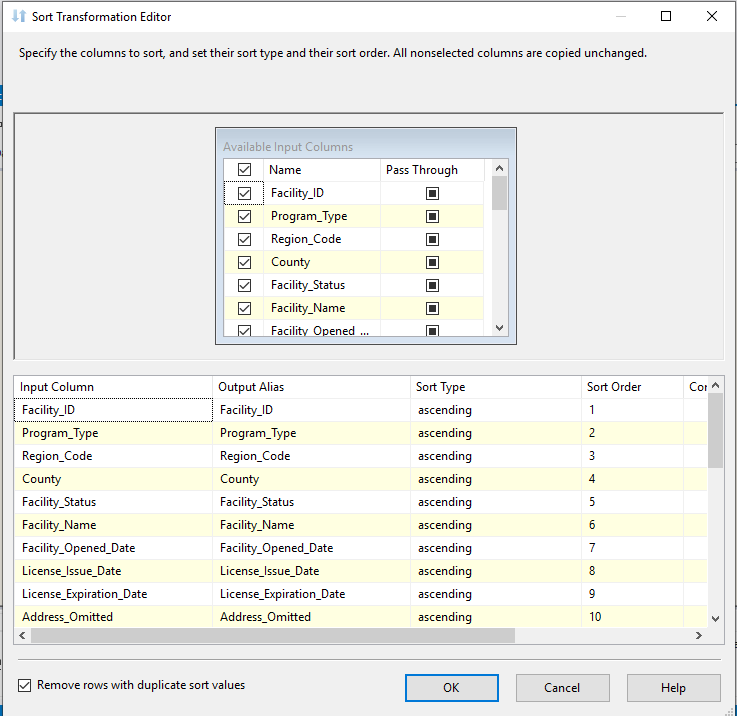 Sort Transformation Editor
Specify the columns to sort, and set their sort type and their sort order. All nonselected columns are copied unchanged.
Available Input Columns
Name Pass Through
Facility_ID
Program_Type
Region_Code
County
Facility_Status
Facility_Name
Facility_Opened_...
Input Column Output Alias Sort Type Sort Order Cor
Facility_ID Facility_ID ascending 1
Program_Type Program_Type ascending 2
Region_Code Region_Code ascending 3
County County ascending 4
Facility_Status Facility_Status ascending 5
Facility_Name Facility_Name ascending 6
Facility_Opened_Date Facility_Opened_Date ascending 7
License_Issue_Date License_Issue_Date ascending 8
License_Expiration_Date License_Expiration_Date ascending 9
Address_Omitted Address_Omitted ascending 10
Remove rows with duplicate sort values
OK Cancel Help